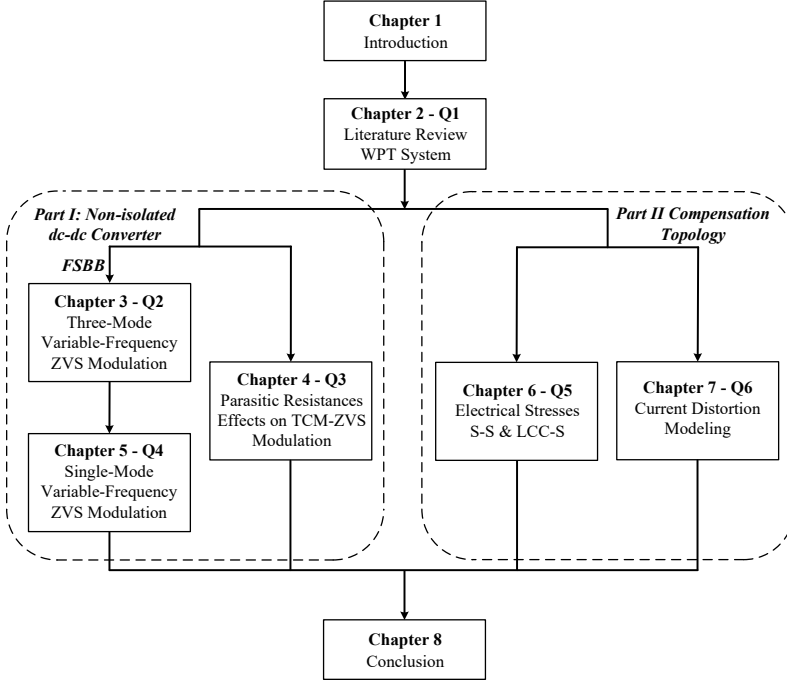 Chapter 1
Introduction
Chapter 2 - Q1
Literature Review
WPT System
Part I: Non-isolated
dc-dc Converter
FSBB
Chapter 3 - Q2
Three-Mode
Variable-Frequency
ZVS Modulation
Chapter 5 - Q4
Single-Mode
Variable-Frequency
ZVS Modulation
Chapter 4 - Q3
Parasitic Resistances
Effects on TCM-ZVS
Modulation
Part II Compensation
Topology
Chapter 6 - Q5
Electrical Stresses
S-S & LCC-S
Chapter 7 - Q6
Current Distortion
Modeling
Chapter 8
Conclusion